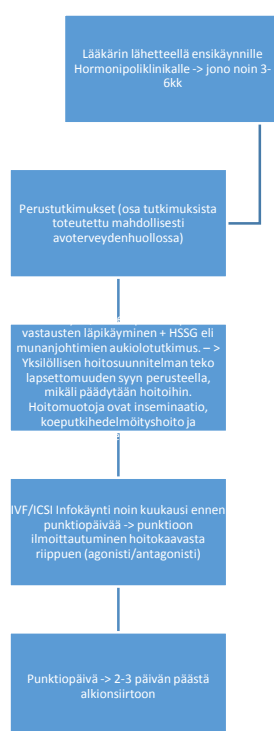 Lääkärin lähetteellä ensikäynnille
Hormonipoliklinikalle -> jono noin 3-
6kk
Perustutkimukset (osa tutkimuksista
toteutettu mahdollisesti
avoterveydenhuollossa)
vastausten läpikäyminen + HSSG eli
munanjohtimien aukiolotutkimus. – >
Yksilöllisen hoitosuunnitelman teko
lapsettomuuden syyn perusteella,
mikäli päädytään hoitoihin.
Hoitomuotoja ovat inseminaatio,
koeputkihedelmöityshoito ja
IVF/ICSI Infokäynti noin kuukausi ennen
punktiopäivää -> punktioon
ilmoittautuminen hoitokaavasta
riippuen (agonisti/antagonisti)
Punktiopäivä -> 2-3 päivän päästä
alkionsiirtoon